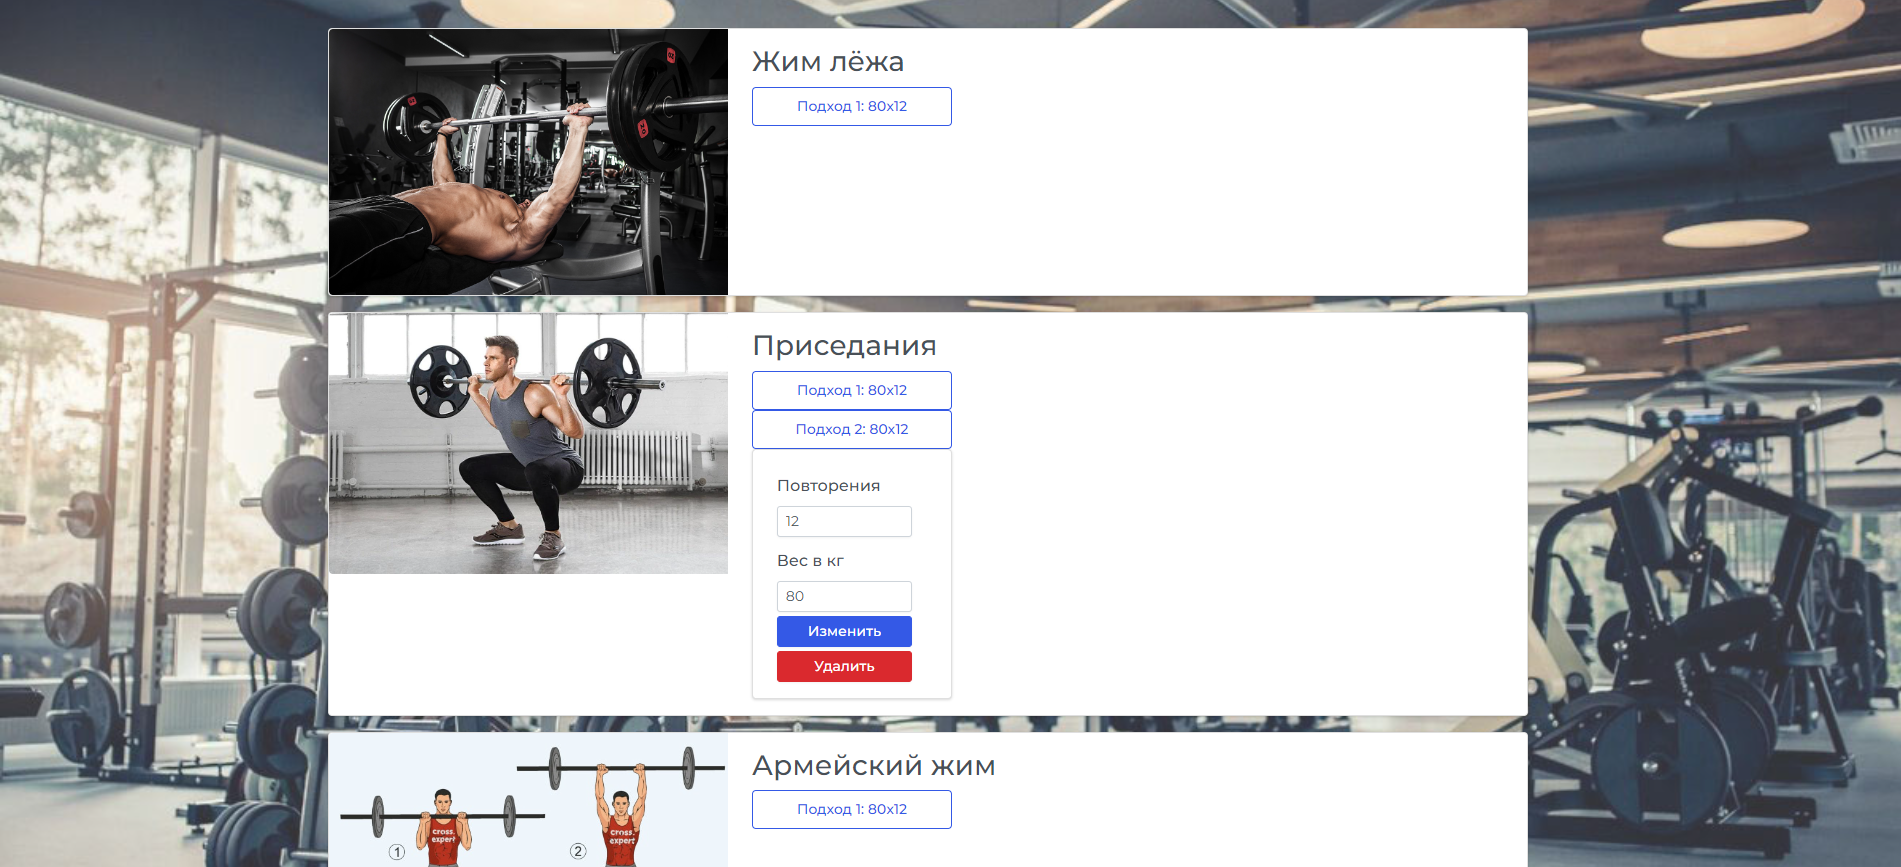 Жим лёжа
Подход 1: 80x12
Приседания
Подход 1: 80x12
Подход 2: 80x12
Повторения
12
Вес в кг
80
Изменить
Удалить
Армейский жим
Подход 1: 80x12
cross.
expert
cross.
expert
1
2